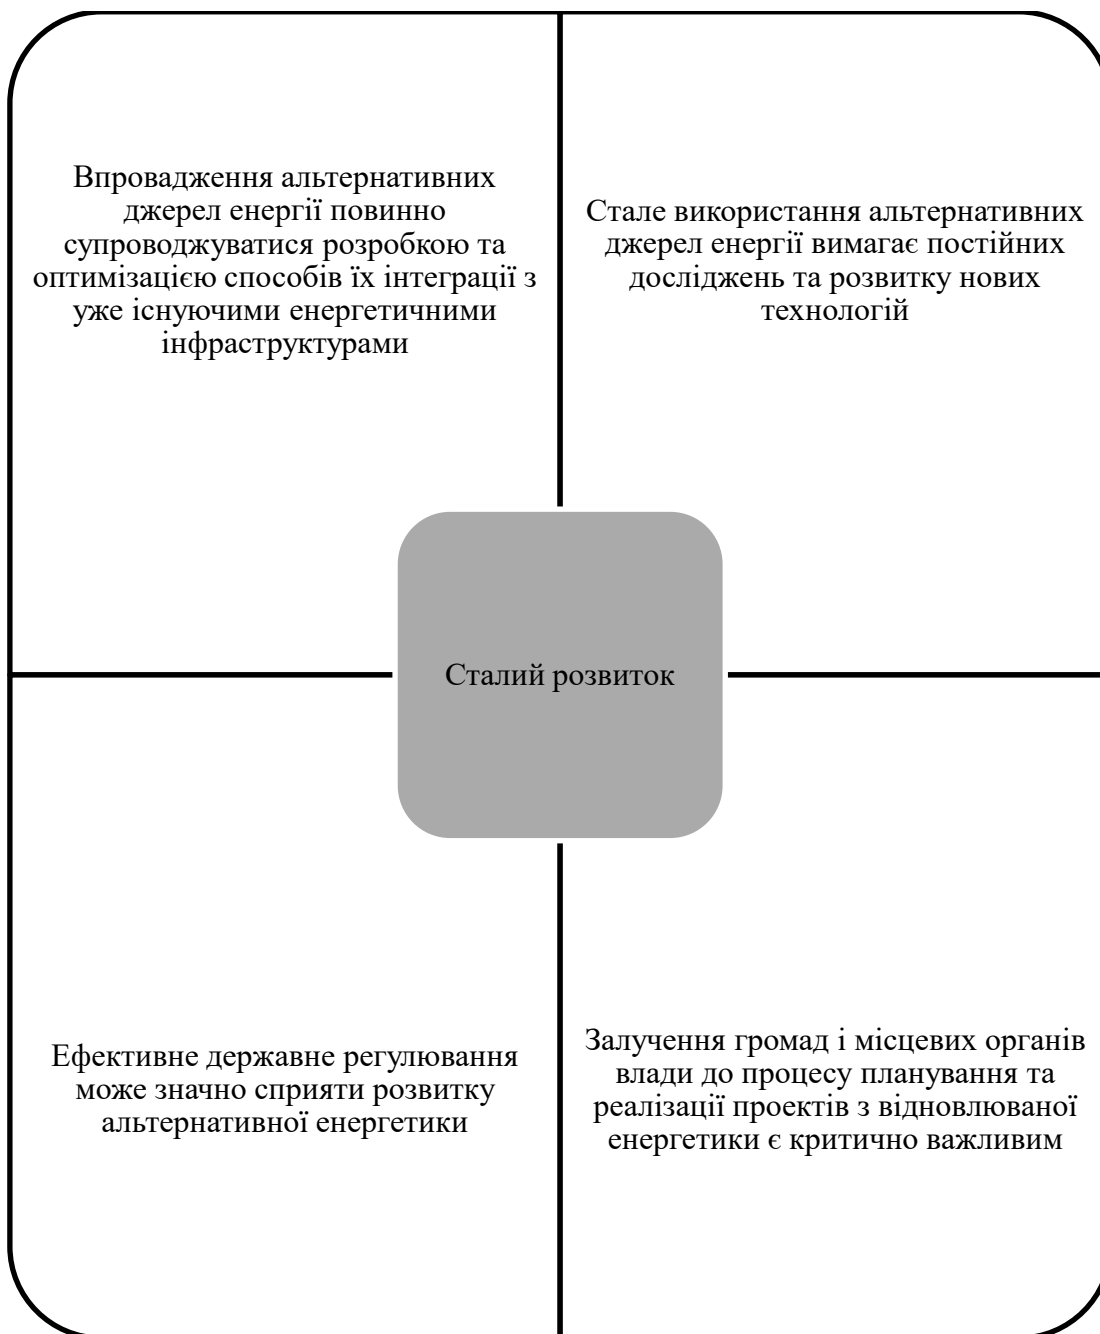 Впровадження альтернативних
джерел енергії повинно
супроводжуватися розробкою та
оптимізацією способів їх інтеграції з
уже існуючими енергетичними
інфраструктурами
Стале використання альтернативних
джерел енергії вимагає постійних
досліджень та розвитку нових
технологій
Сталий розвиток
Ефективне державне регулювання
може значно сприяти розвитку
альтернативної енергетики
Залучення громад і місцевих органів
влади до процесу планування та
реалізації проектів з відновлюваної
енергетики є критично важливим